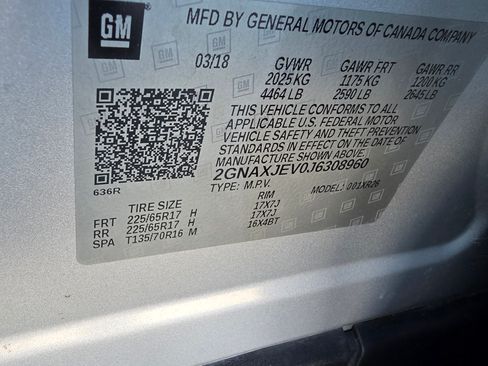 GM
MFD BY GENERAL MOTORS OF CANADA COMPANY
03/18 GVWR GAWR FRT GAWR RR
2025 KG 1175 KG 1200 KG
4464 LB 2590 LB 2645 LB
THIS VEHICLE CONFORMS TO ALL
APPLICABLE U.S. FEDERAL MOTOR
VEHICLE SAFETY AND THEFT PREVENTION
STANDARDS IN EFFECT ON THE DATE OF
MANUFACTURE SHOWN ABOVE.
2GNAXJEV0J6308960
TYPE: M.P.V. MODEL: 001XR26
636R
TIRE SIZE RIM
FRT 225/65R17 H 17X7J
RR 225/65R17 H 17X7J
SPA T135/70R16 M 16X4BT